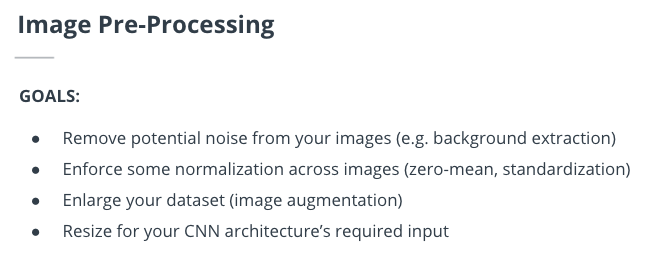 Image Pre-Processing
GOALS:
● Remove potential noise from your images (e.g. background extraction)
● Enforce some normalization across images (zero-mean, standardization)
● Enlarge your dataset (image augmentation)
● Resize for your CNN architecture’s required input